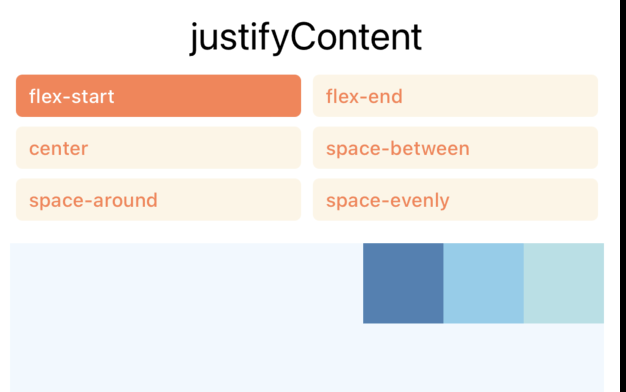 justifyContent
flex-start
flex-end
center
space-between
space-around
space-evenly